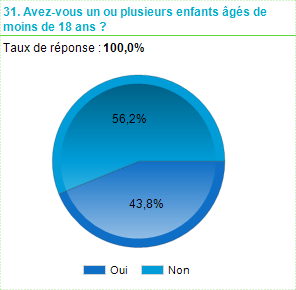 31. Avez-vous un ou plusieurs enfants âgés de
moins de 18 ans ?
Taux de réponse : 100,0%
56,2%
43,8%
Oui Non